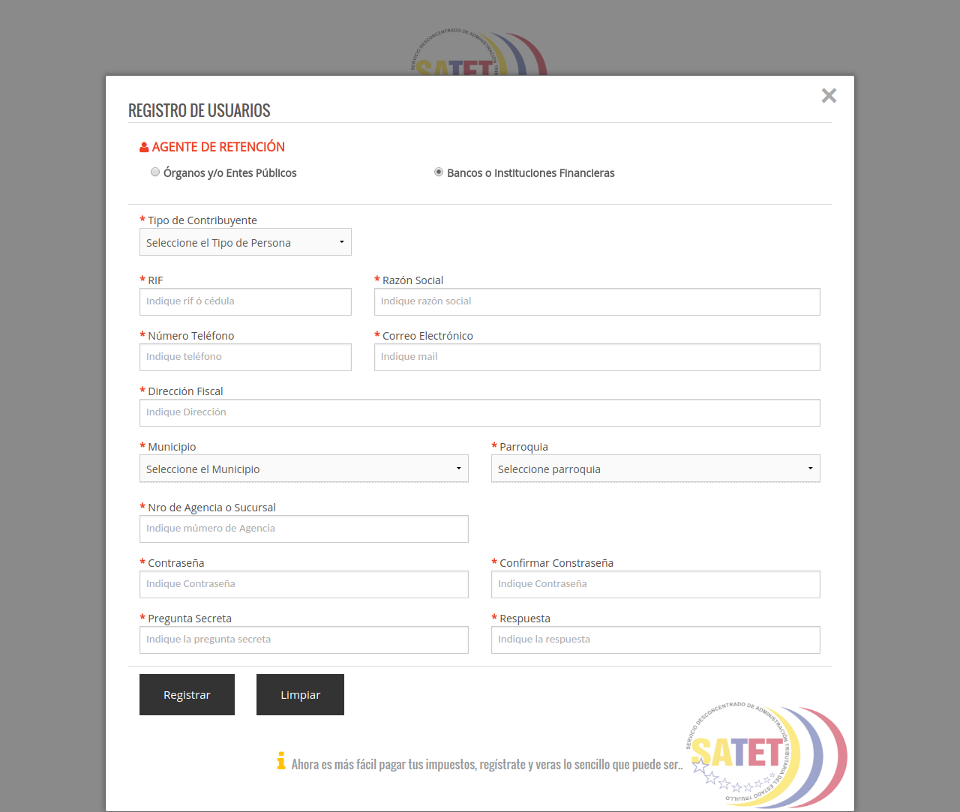 SERVICIO DESCONCENTRADO DE ADMINISTRACIÓN
SATET
REGISTRO DE USUARIOS
AGENTE DE RETENCIÓN
Órganos y/o Entes Públicos
Bancos o Instituciones Financieras
* Tipo de Contribuyente
Seleccione el Tipo de Persona
* RIF
* Razón Social
Indique rif ó cédula
Indique razón social
* Número Teléfono
* Correo Electrónico
Indique teléfono
Indique mail
* Dirección Fiscal
Indique Dirección
* Municipio
* Parroquia
Seleccione el Municipio
Seleccione parroquia
* Nro de Agencia o Sucursal
Indique múmero de Agencia
* Contraseña
* Confirmar Constraseña
Indique Contraseña
Indique Contraseña
* Pregunta Secreta
* Respuesta
Indique la pregunta secreta
Indique la respuesta
Registrar
Limpiar
SERVICIO DESCONCENTRADO DE ADMINISTRACIÓN TRIBUTARIA DEL ESTADO TRUJILLO
SATET
Ahora es más fácil pagar tus impuestos, regístrate y veras lo sencillo que puede ser..